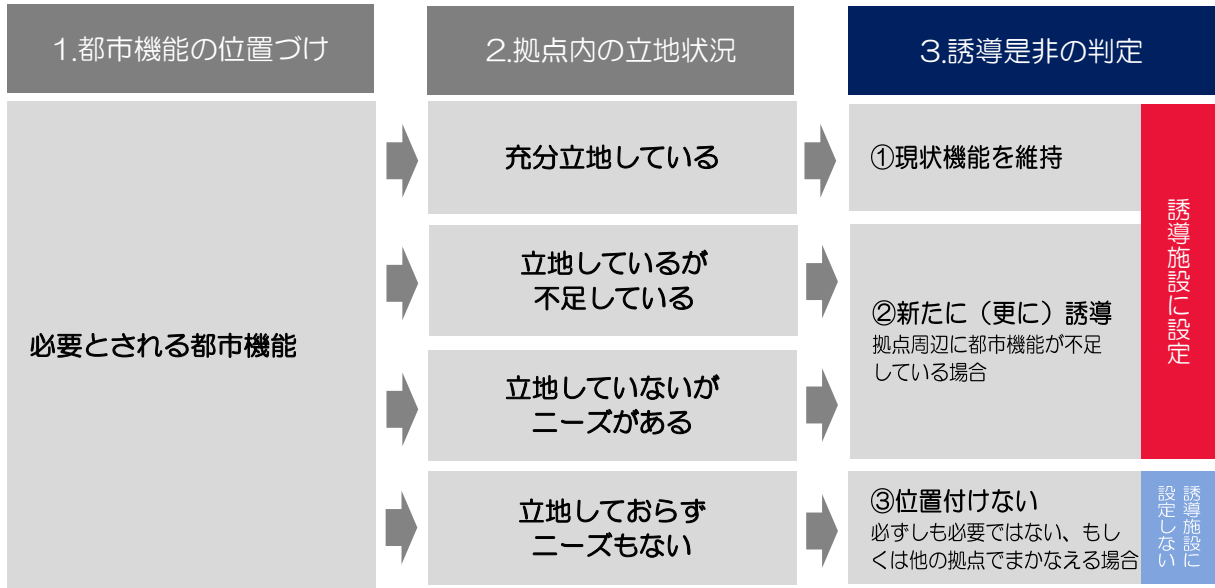 1.都市機能の位置づけ
2.拠点内の立地状況
3.誘導是非の判定
必要とされる都市機能
充分立地している
①現状機能を維持
立地しているが
不足している
立地していないが
ニーズがある
②新たに（更に）誘導
拠点周辺に都市機能が不足
している場合
誘導施設に設定
立地しておらず
ニーズもない
③位置付けない
必ずしも必要ではない、もし
くは他の拠点でまかなえる場合
誘導施設に
設定しない